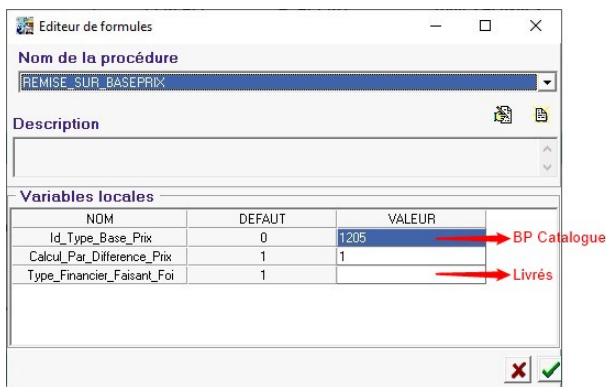 Editeur de formules
Nom de la procédure
REMISE_SUR_BASEPRIX
Description
Variables locales
NOM DEFAUT VALEUR
Id_Type_Base_Prix 0 1205 BP Catalogue
Calcul_Par_Difference_Prix 1 1
Type_Financier_Faisant_Foi 1 Livrés